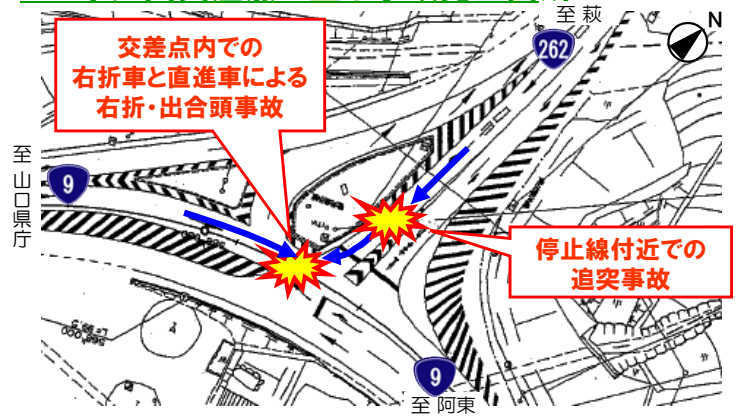 至 萩
N
262
交差点内での
右折車と直進車による
右折・出合頭事故
至 山口県庁
9
停止線付近での
追突事故
9
至 阿東